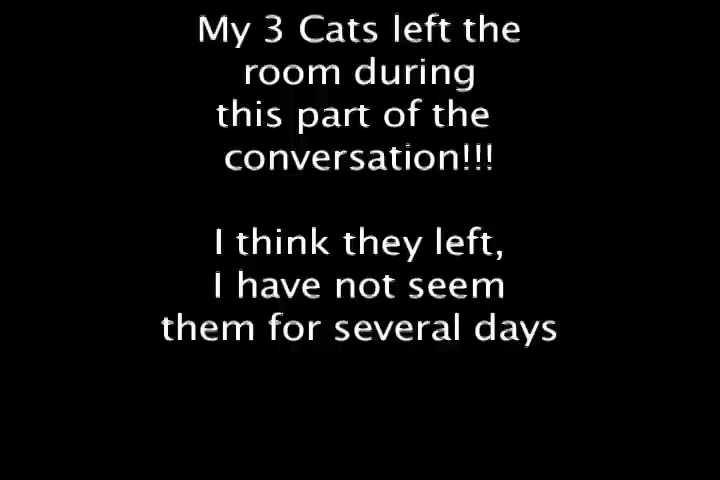 My 3 Cats left the
room during
this part of the
conversation!!!
I think they left,
I have not seem
them for several days